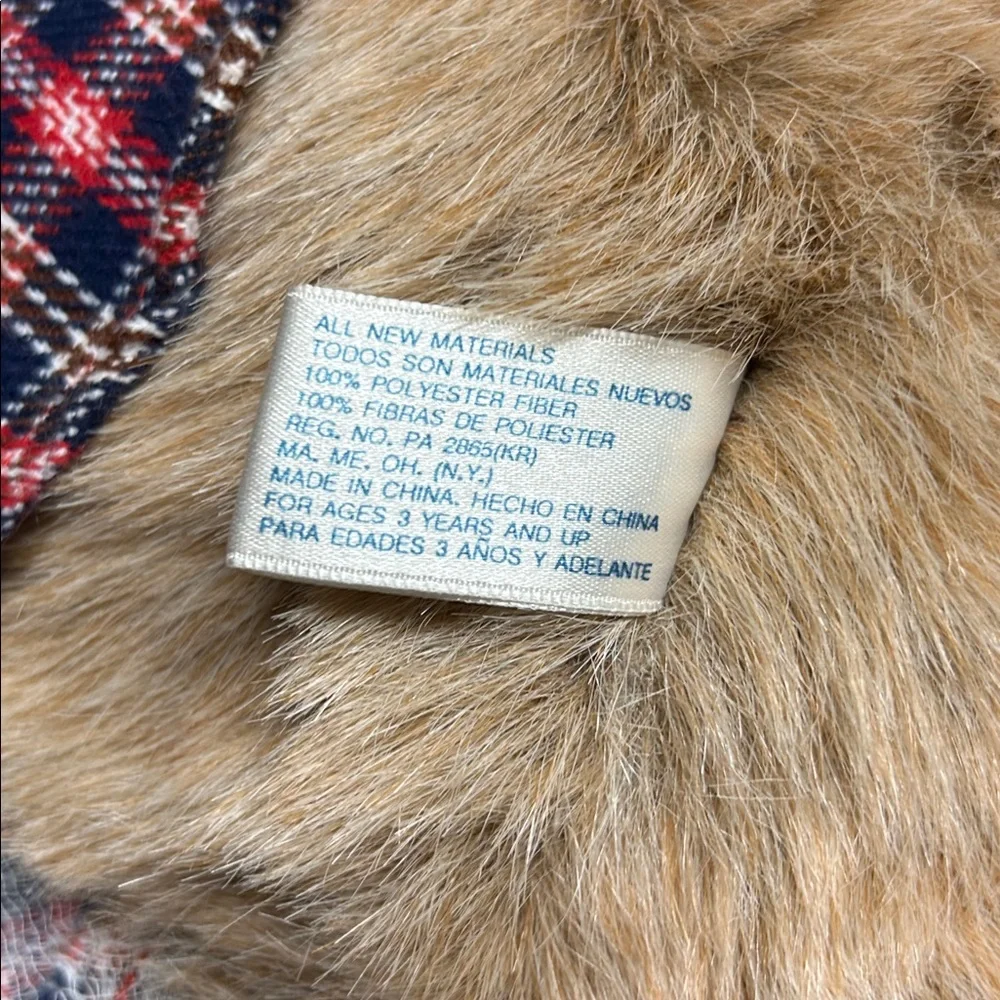 ALL NEW MATERIALS
TODOS SON MATERIALES NUEVOS
100% POLYESTER FIBER
100% FIBRAS DE POLIESTER
REG. NO. PA 2865(KR)
MA. ME. OH. (N.Y.)
MADE IN CHINA. HECHO EN CHINA
FOR AGES 3 YEARS AND UP
PARA EDADES 3 AÑOS Y ADELANTE